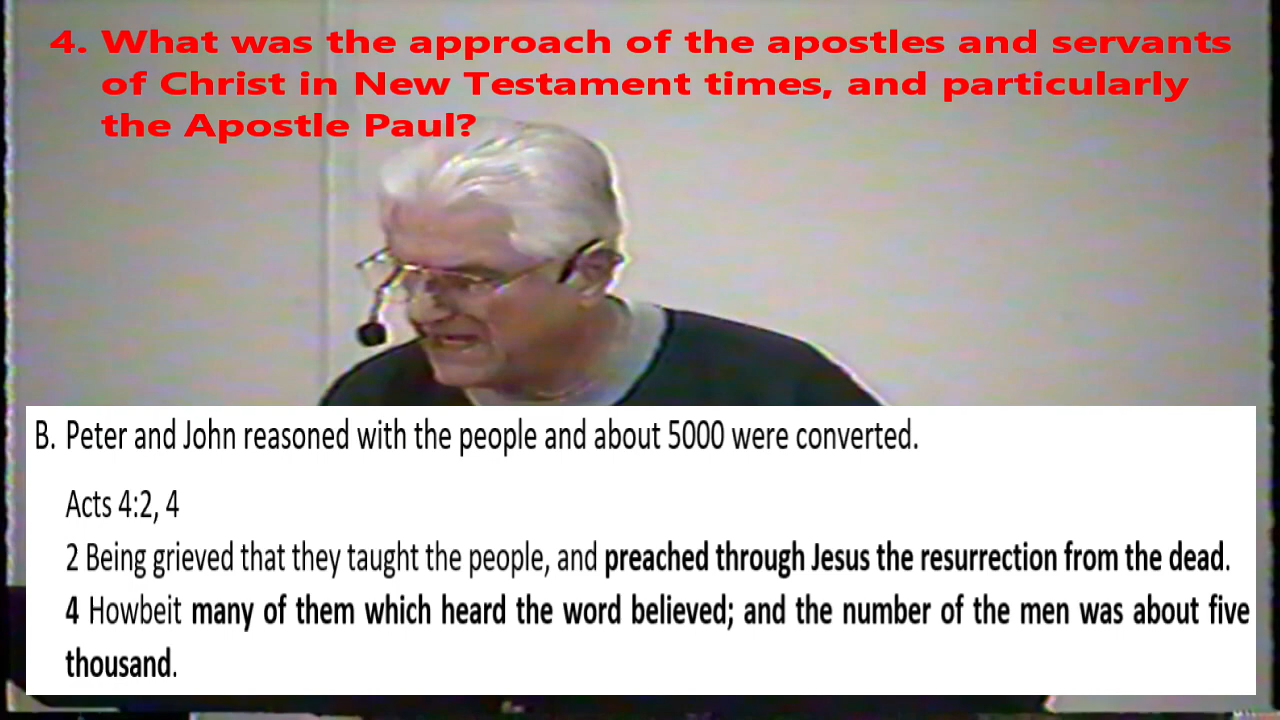 4. What was the approach of the apostles and servants
of Christ in New Testament times, and particularly
the Apostle Paul?
B. Peter and John reasoned with the people and about 5000 were converted.
Acts 4:2, 4
2 Being grieved that they taught the people, and preached through Jesus the resurrection from the dead.
4 Howbeit many of them which heard the word believed; and the number of the men was about five
thousand.